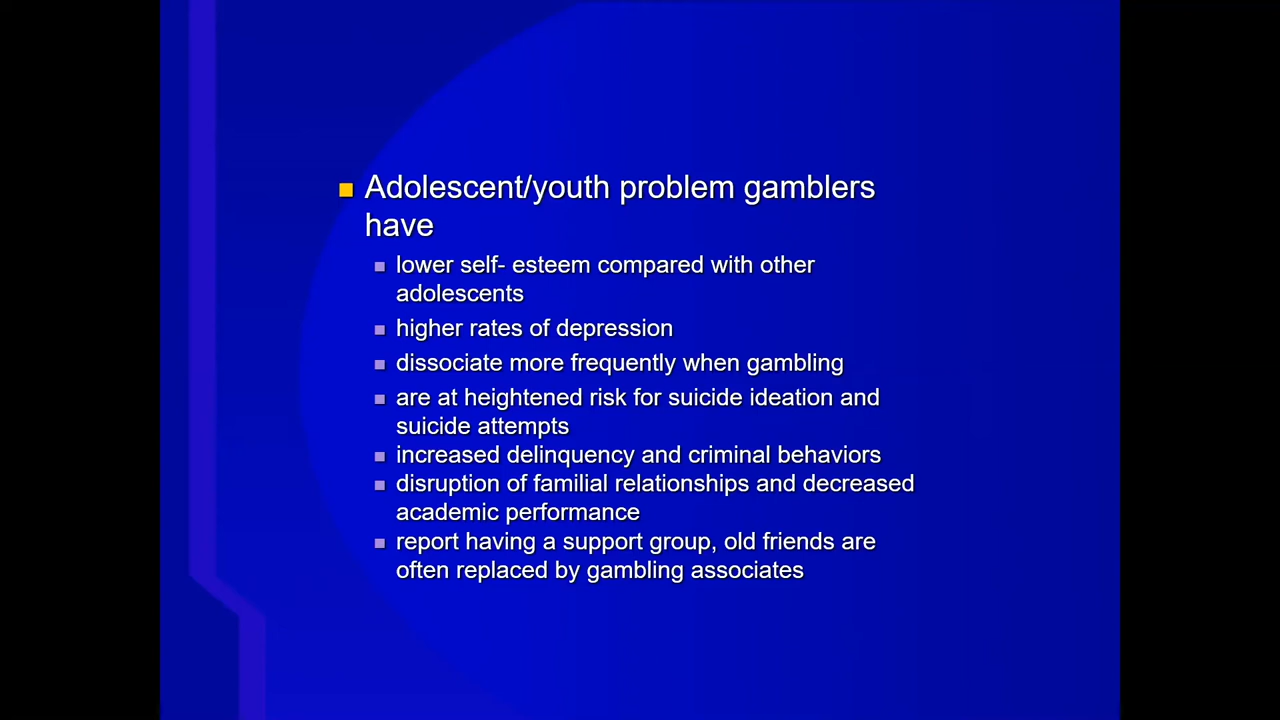 Adolescent/youth problem gamblers
have
lower self- esteem compared with other
adolescents
higher rates of depression
dissociate more frequently when gambling
are at heightened risk for suicide ideation and
suicide attempts
increased delinquency and criminal behaviors
disruption of familial relationships and decreased
academic performance
report having a support group, old friends are
often replaced by gambling associates